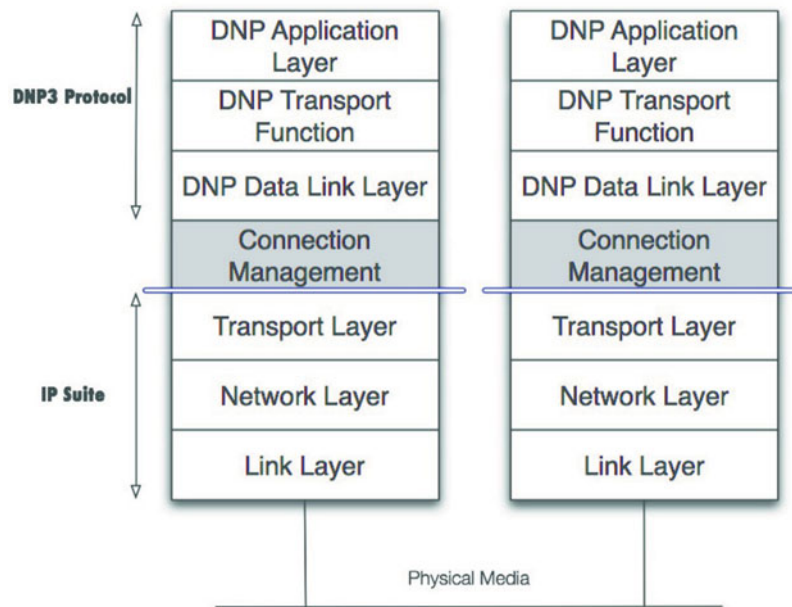 DNP3 Protocol
DNP Application
Layer
DNP Transport
Function
DNP Data Link Layer
Connection
Management
IP Suite
Transport Layer
Network Layer
Link Layer
DNP Application
Layer
DNP Transport
Function
DNP Data Link Layer
Connection
Management
Transport Layer
Network Layer
Link Layer
Physical Media